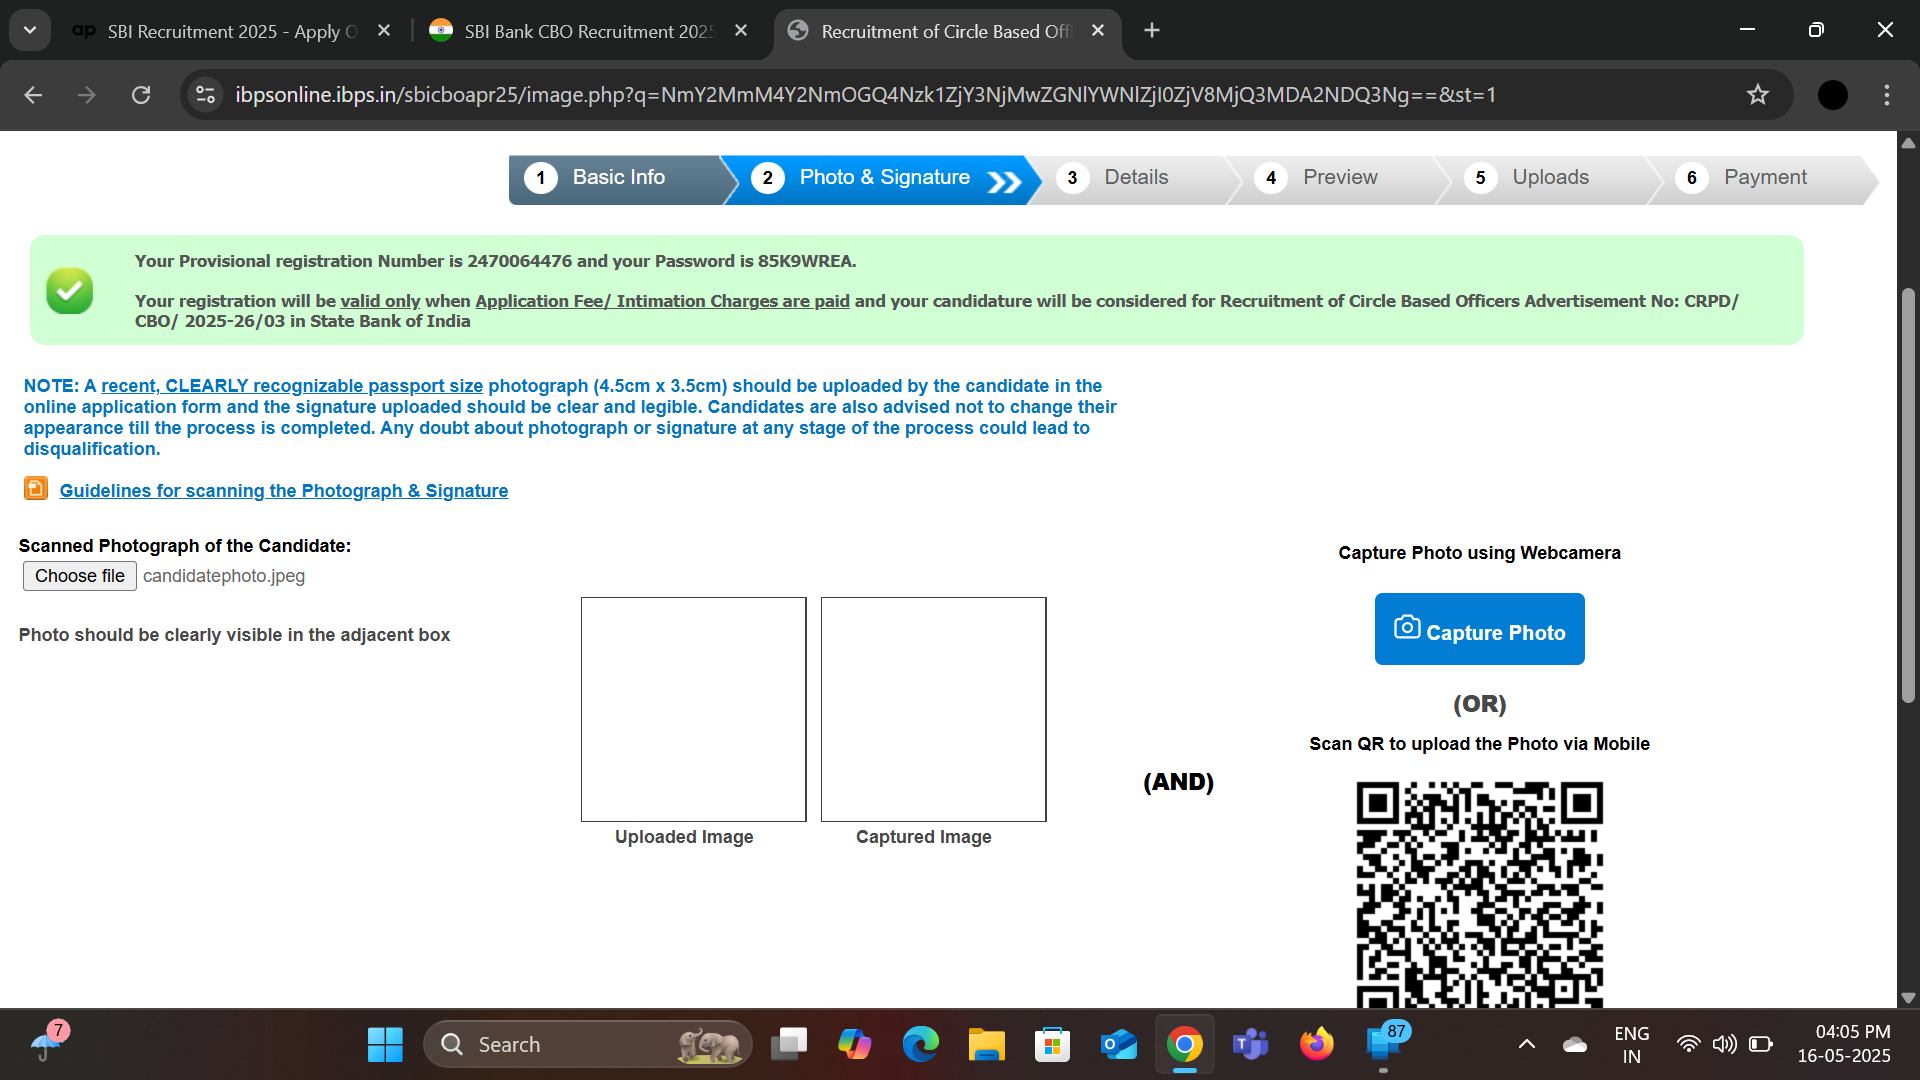 ap SBI Recruitment 2025 - Apply O
SBI Bank CBO Recruitment 2025
Recruitment of Circle Based Offi
ibpsonline.ibps.in/sbicboapr25/image.php?q=NmY2MmM4Y2NmOGQ4Nzk1ZjY3NjMwZGNlYWNlZjI0ZjV8MjQ3MDA2NDQ3Ng==&st=1
1 Basic Info
2 Photo & Signature
3 Details
4 Preview
5 Uploads
6 Payment
Your Provisional registration Number is 2470064476 and your Password is 85K9WREA.
Your registration will be valid only when Application Fee/ Intimation Charges are paid and your candidature will be considered for Recruitment of Circle Based Officers Advertisement No: CRPD/
CBO/ 2025-26/03 in State Bank of India
NOTE: A recent, CLEARLY recognizable passport size photograph (4.5cm x 3.5cm) should be uploaded by the candidate in the
online application form and the signature uploaded should be clear and legible. Candidates are also advised not to change their
appearance till the process is completed. Any doubt about photograph or signature at any stage of the process could lead to
disqualification.
Guidelines for scanning the Photograph & Signature
Scanned Photograph of the Candidate:
Choose file candidatephoto.jpeg
Photo should be clearly visible in the adjacent box
Uploaded Image
Captured Image
(AND)
Capture Photo using Webcamera
Capture Photo
(OR)
Scan QR to upload the Photo via Mobile
7
Search
87
ENG
IN
04:05 PM
16-05-2025